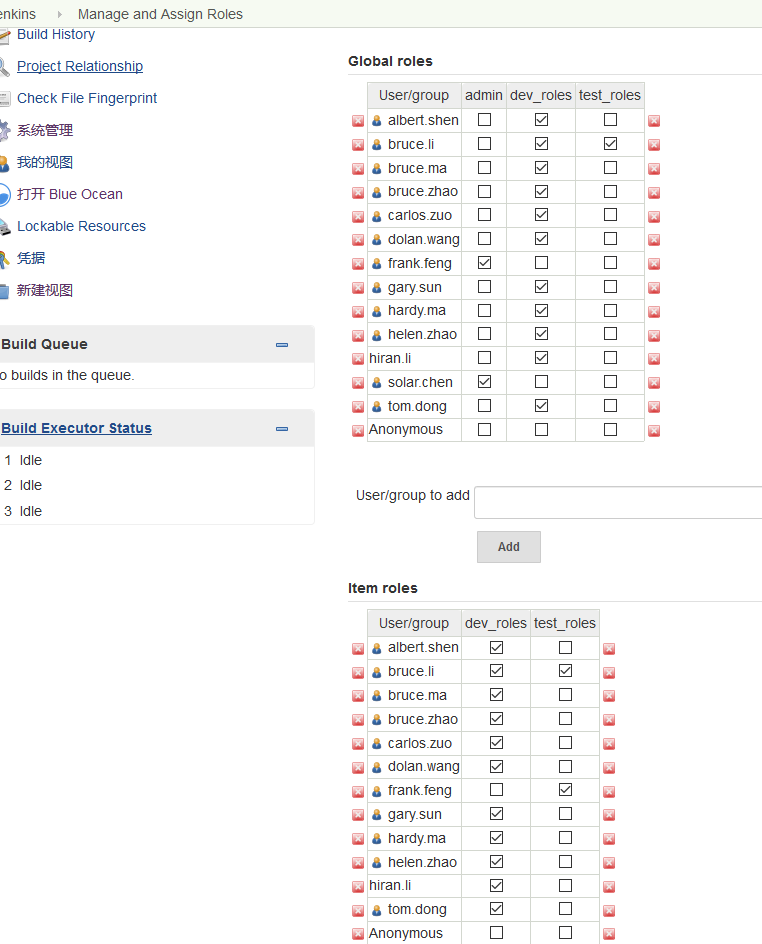 enkins
Manage and Assign Roles
Build History
Project Relationship
Check File Fingerprint
系统管理
我的视图
打开 Blue Ocean
Lockable Resources
凭据
新建视图
Build Queue
o builds in the queue.
Build Executor Status
1 Idle
2 Idle
3 Idle
Global roles
User/group admin dev_roles test_roles
albert.shen
bruce.li
bruce.ma
bruce.zhao
carlos.zuo
dolan.wang
frank.feng
gary.sun
hardy.ma
helen.zhao
hiran.li
solar.chen
tom.dong
Anonymous
User/group to add
Add
Item roles
User/group dev_roles test_roles
albert.shen
bruce.li
bruce.ma
bruce.zhao
carlos.zuo
dolan.wang
frank.feng
gary.sun
hardy.ma
helen.zhao
hiran.li
tom.dong
Anonymous